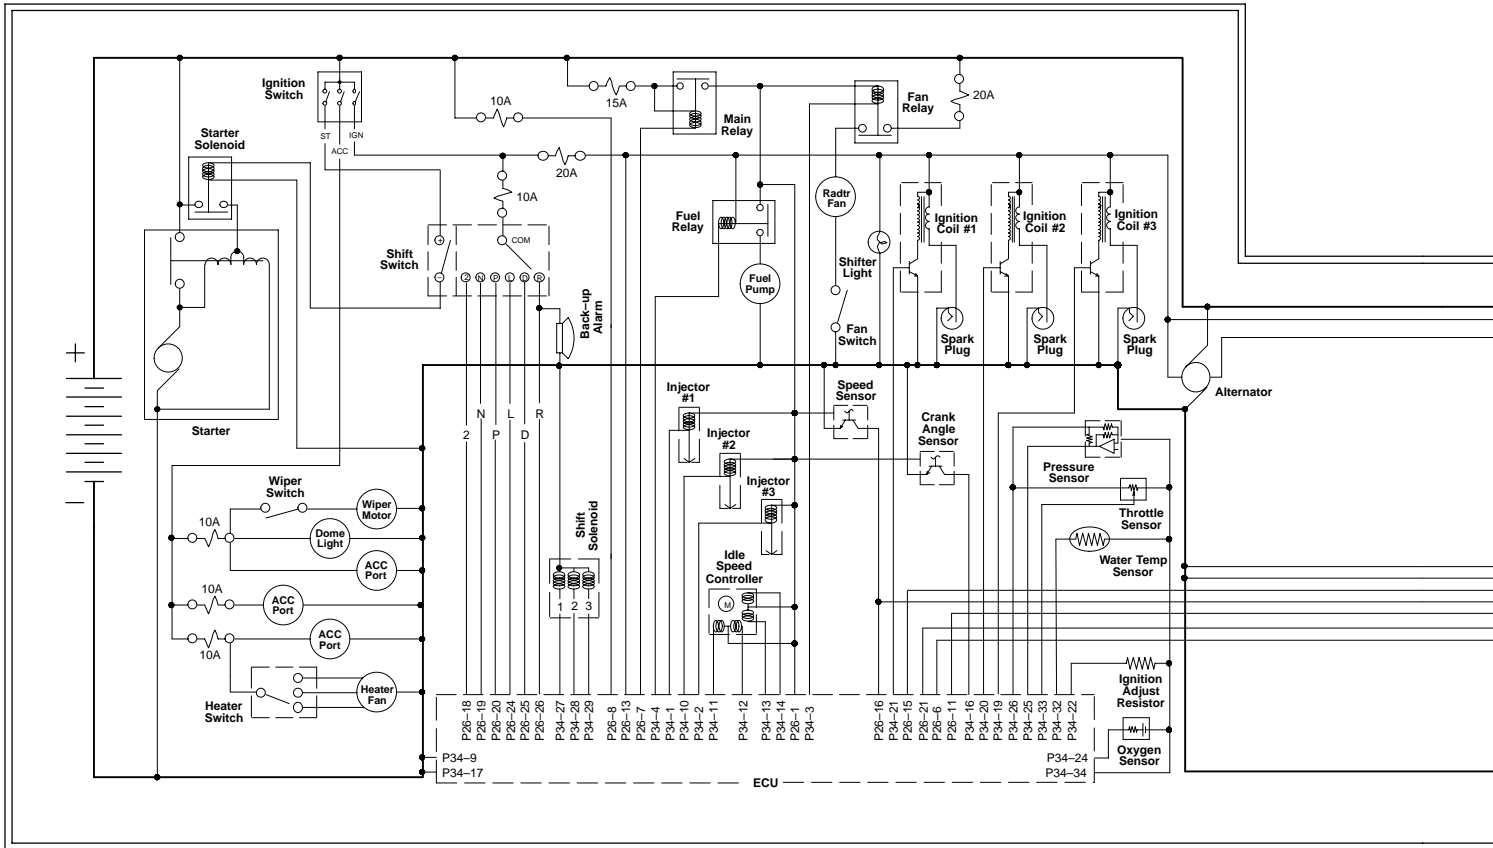 Ignition
Switch
ST
ACC
IGN
Starter
Solenoid
10A
15A
Main
Relay
Fan
Relay
20A
20A
10A
COM
Shift
Switch
+
−
2
N
P
L
D
R
Back–up
Alarm
Fuel
Relay
Fuel
Pump
Radtr
Fan
Shifter
Light
Fan
Switch
Ignition
Coil #1
Ignition
Coil #2
Ignition
Coil #3
Spark
Plug
Spark
Plug
Spark
Plug
Alternator
+
−
Starter
2
N
P
L
D
R
Injector
#1
Injector
#2
Injector
#3
Speed
Sensor
Crank
Angle
Sensor
Pressure
Sensor
Throttle
Sensor
Water Temp
Sensor
Wiper
Switch
Wiper
Motor
10A
Dome
Light
ACC
Port
10A
ACC
Port
10A
ACC
Port
Heater
Switch
Heater
Fan
Shift
Solenoid
1
2
3
Idle
Speed
Controller
M
Ignition
Adjust
Resistor
Oxygen
Sensor
P26–18
P26–19
P26–20
P26–24
P26–25
P26–26
P34–27
P34–28
P34–29
P26–8
P26–13
P26–7
P34–4
P34–1
P34–10
P34–2
P34–11
P34–12
P34–13
P34–14
P26–1
P34–3
P26–16
P34–21
P26–15
P26–21
P26–6
P26–11
P34–16
P34–20
P34–19
P34–26
P34–25
P34–33
P34–32
P34–22
P34–9
P34–17
P34–24
P34–34
ECU